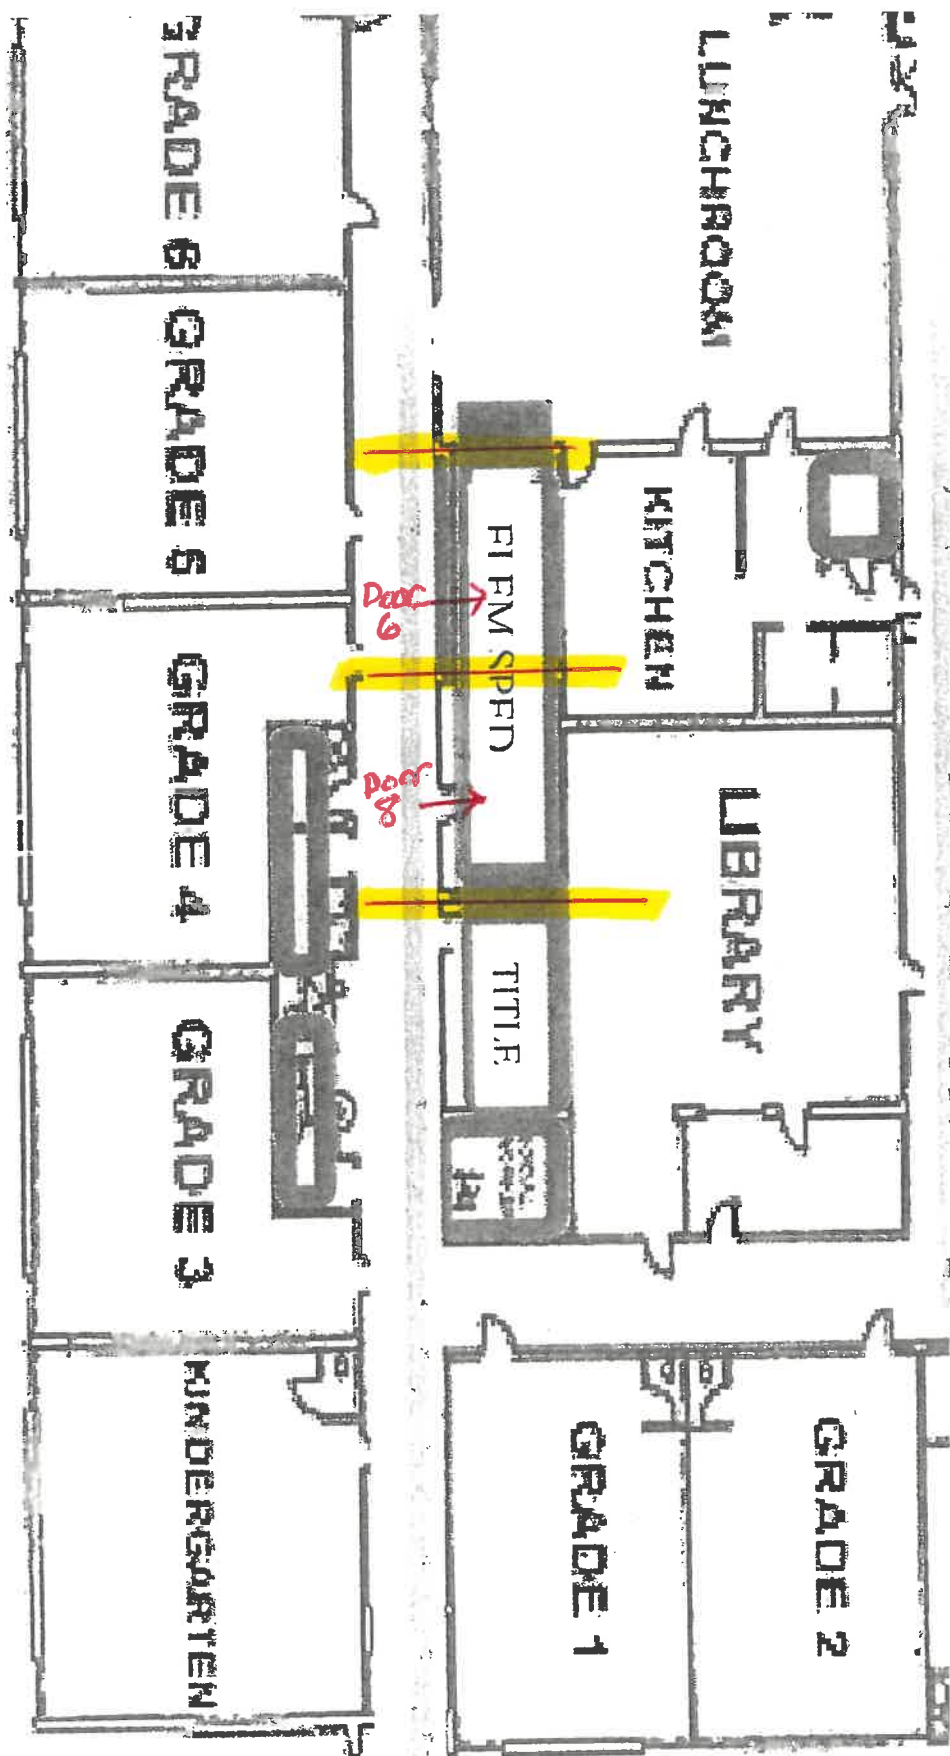 LUNCHROOM
GRADE 6
GRADE 5
KITCHEN
ELEM. SPED
Door
6
GRADE 4
Door
8
LIBRARY
TITLE
GRADE 3
KINDERGARTEN
GRADE 1
GRADE 2